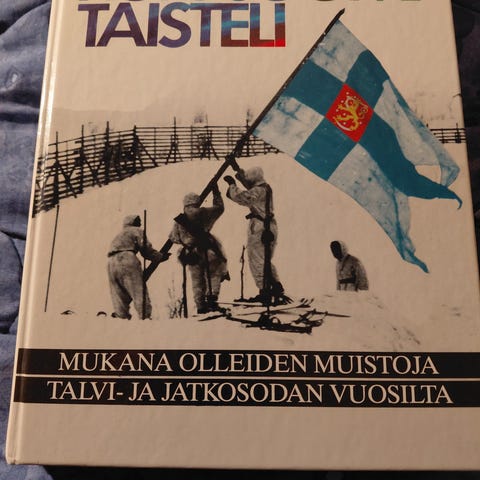 TAISTELI
MUKANA OLLEIDEN MUISTOJA
TALVI- JA JATKOSODAN VUOSILTA